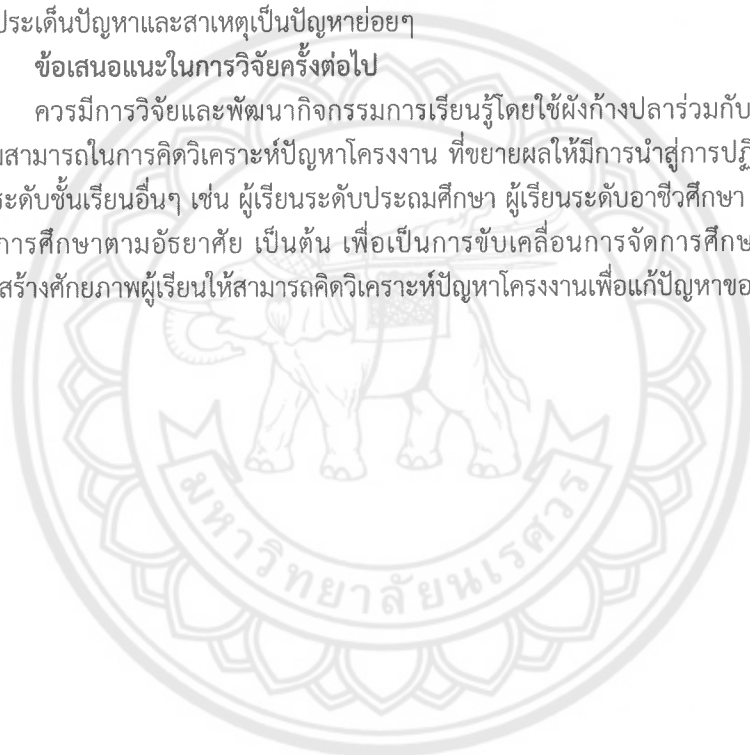 ประเด็นปัญหาและสาเหตุเป็นปัญหาย่อยๆ
ข้อเสนอแนะในการวิจัยครั้งต่อไป
ควรมีการวิจัยและพัฒนากิจกรรมการเรียนรู้โดยใช้ผังก้างปลาร่วมกับ
มสามารถในการคิดวิเคราะห์ปัญหาโครงงาน ที่ขยายผลให้มีการนำสู่การปฏิ
ระดับชั้นเรียนอื่นๆ เช่น ผู้เรียนระดับประถมศึกษา ผู้เรียนระดับอาชีวศึกษา
การศึกษาตามอัธยาศัย เป็นต้น เพื่อเป็นการขับเคลื่อนการจัดการศึกษ
สร้างศักยภาพผู้เรียนให้สามารถคิดวิเคราะห์ปัญหาโครงงานเพื่อแก้ปัญหาขอ
มหาวิทยาลัยนเรศวร